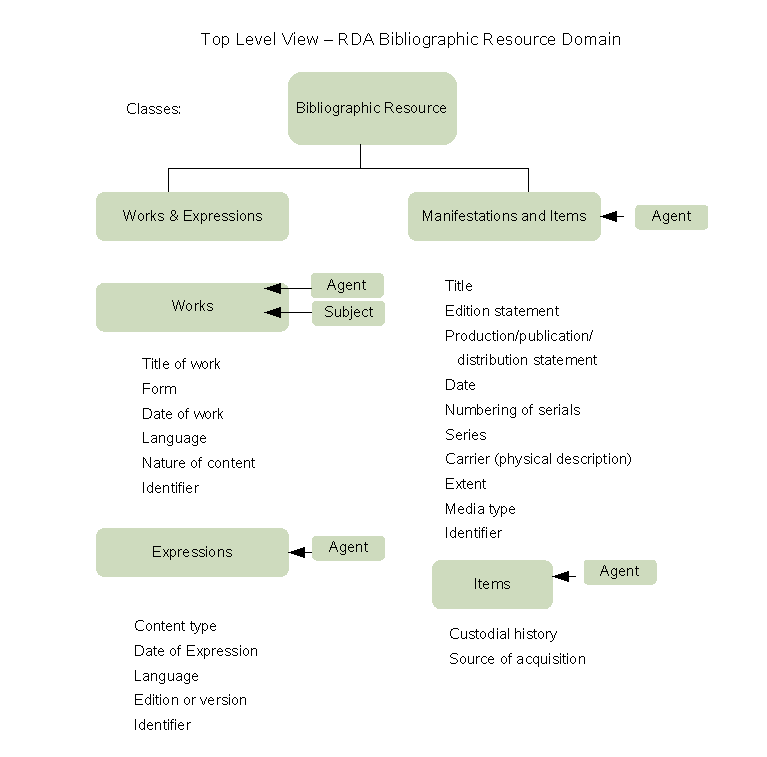 Top Level View – RDA Bibliographic Resource Domain
Classes:
Bibliographic Resource
Works & Expressions
Manifestations and Items
Agent
Works
Agent
Subject
Title of work
Form
Date of work
Language
Nature of content
Identifier
Expressions
Agent
Content type
Date of Expression
Language
Edition or version
Identifier
Title
Edition statement
Production/publication/
distribution statement
Date
Numbering of serials
Series
Carrier (physical description)
Extent
Media type
Identifier
Items
Agent
Custodial history
Source of acquisition